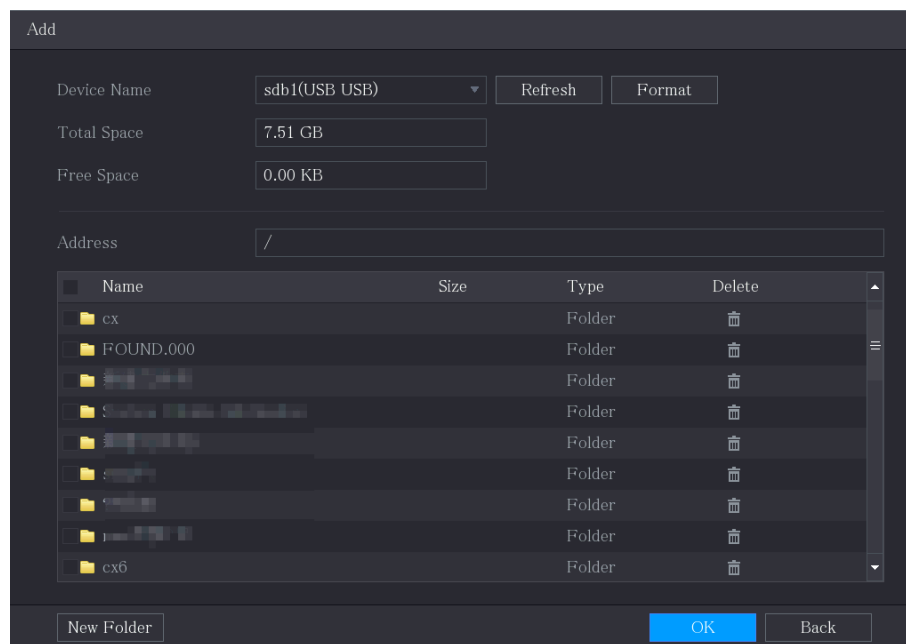 Add
Device Name sdb1(USB USB) Refresh Format
Total Space 7.51 GB
Free Space 0.00 KB
Address /
Name Size Type Delete
cx Folder
FOUND.000 Folder
Folder
Folder
Folder
Folder
Folder
Folder
cx6 Folder
New Folder OK Back